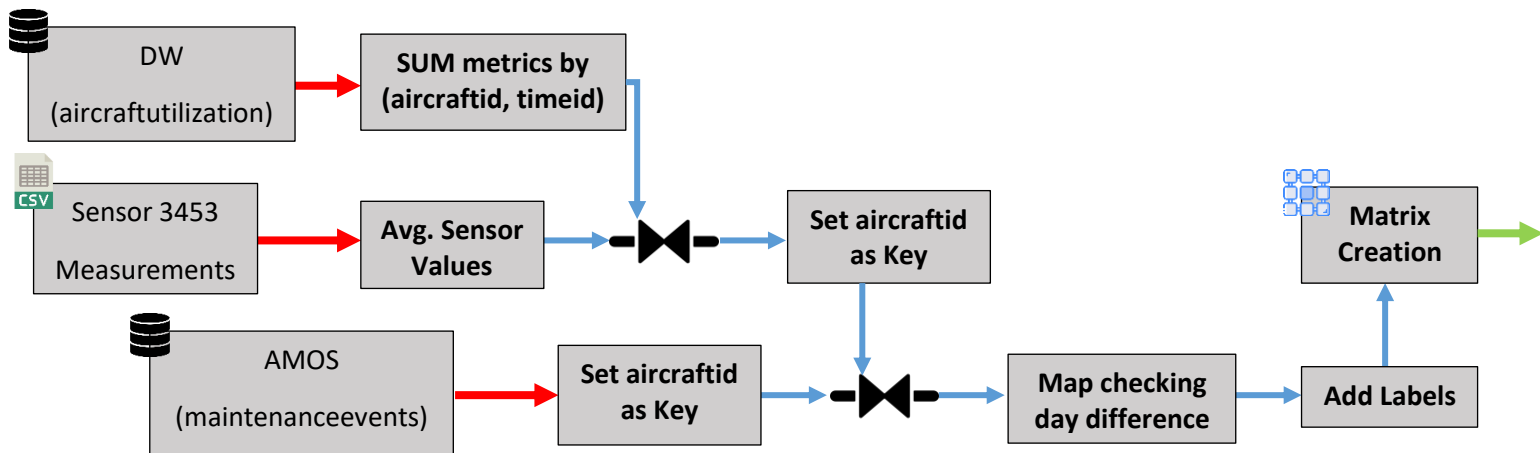 DW
(aircraftutilization)
SUM metrics by
(aircraftid, timeid)
CSV
Sensor 3453
Measurements
Avg. Sensor
Values
Set aircraftid
as Key
Matrix
Creation
AMOS
(maintenanceevents)
Set aircraftid
as Key
Map checking
day difference
Add Labels